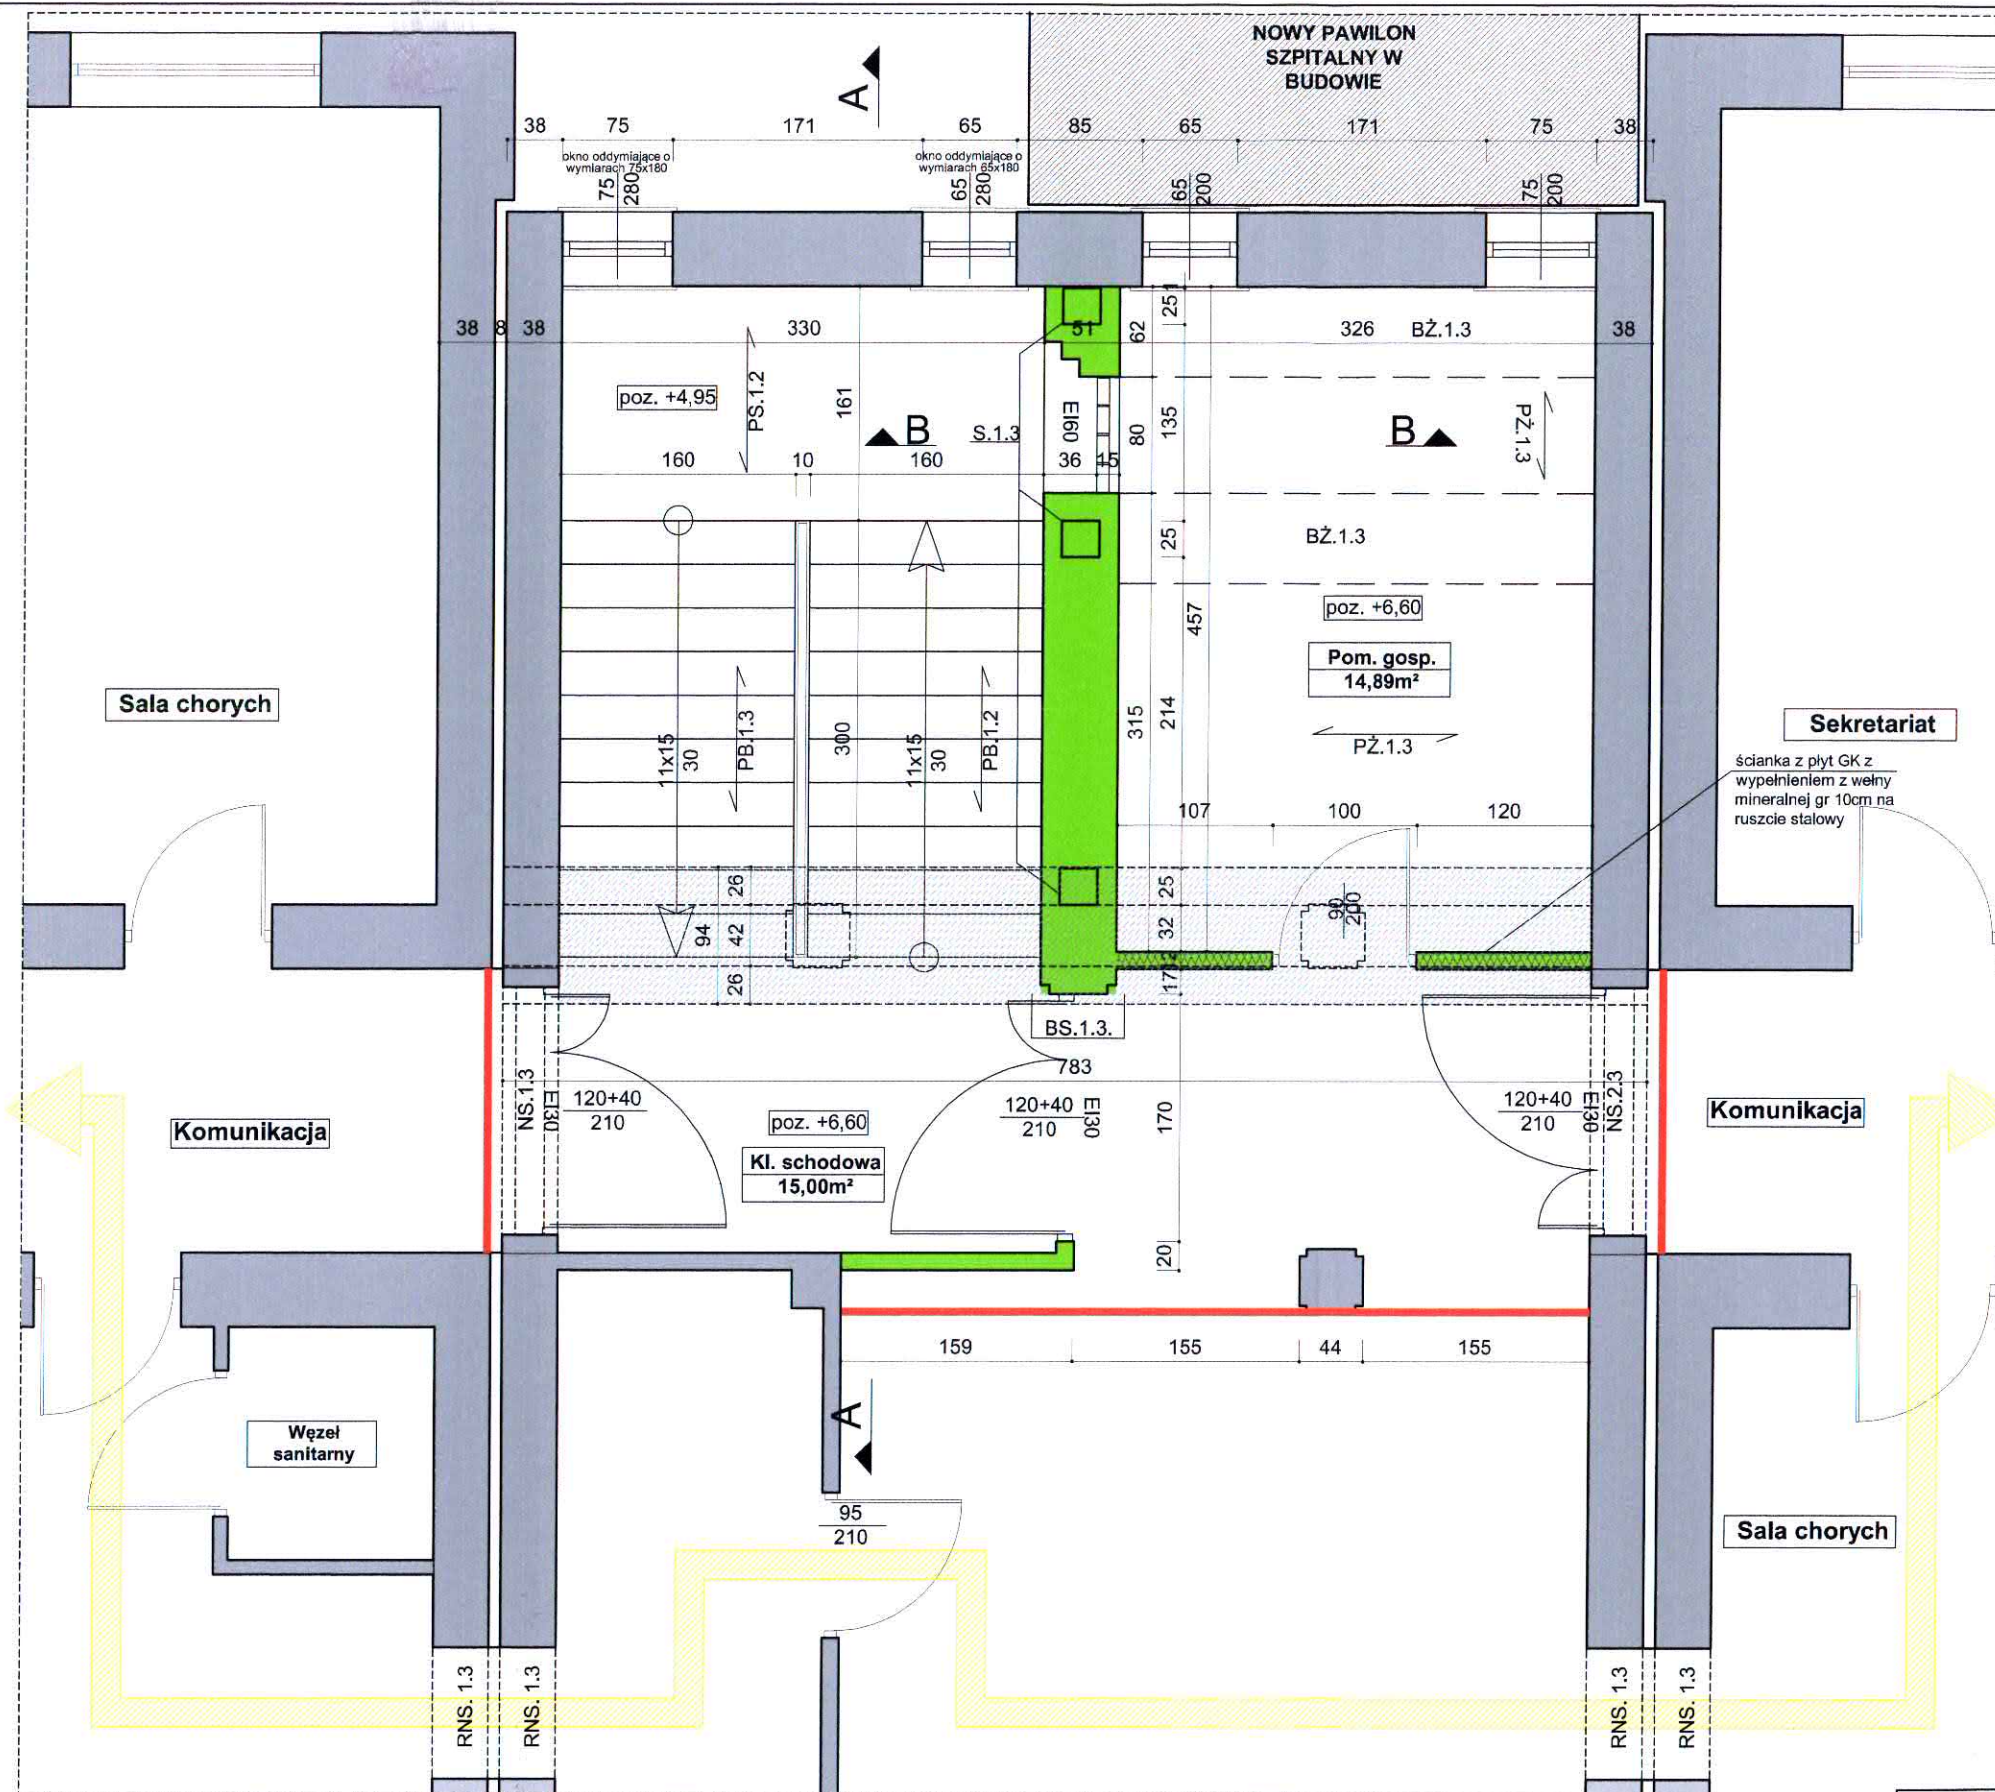 NOWY PAWILON
SZPITALNY W
BUDOWIE
A
38 75 171 65 85 65 171 75 38
okno oddymiające o
wymiarach 75x180
okno oddymiające o
wymiarach 65x180
75
280
65
280
65
200
75
200
38 8 38 330 51 62 25 326 BŻ.1.3 38
poz. +4,95
PS.1.2
161
B
S.1.3
EI60
80
135
B
PŻ.1.3
160 10 160 36 15
25
BŻ.1.3
poz. +6,60
457
Pom. gosp.
14,89m²
Sala chorych
Sekretariat
11x15
30
PB.1.3
300
11x15
30
PB.1.2
315
214
PŻ.1.3
ścianka z płyt GK z
wypełnieniem z wełny
mineralnej gr 10cm na
ruszcie stalowy
107 100 120
26
94
42
26
25
32
17
90
200
BS.1.3.
783
NS.1.3
EI30
120+40
210
120+40
210
EI30
170
120+40
210
EI30
NS.2.3
Komunikacja
poz. +6,60
Komunikacja
Kl. schodowa
15,00m²
20
159 155 44 155
A
Węzeł
sanitarny
95
210
Sala chorych
RNS. 1.3
RNS. 1.3
RNS. 1.3
RNS. 1.3